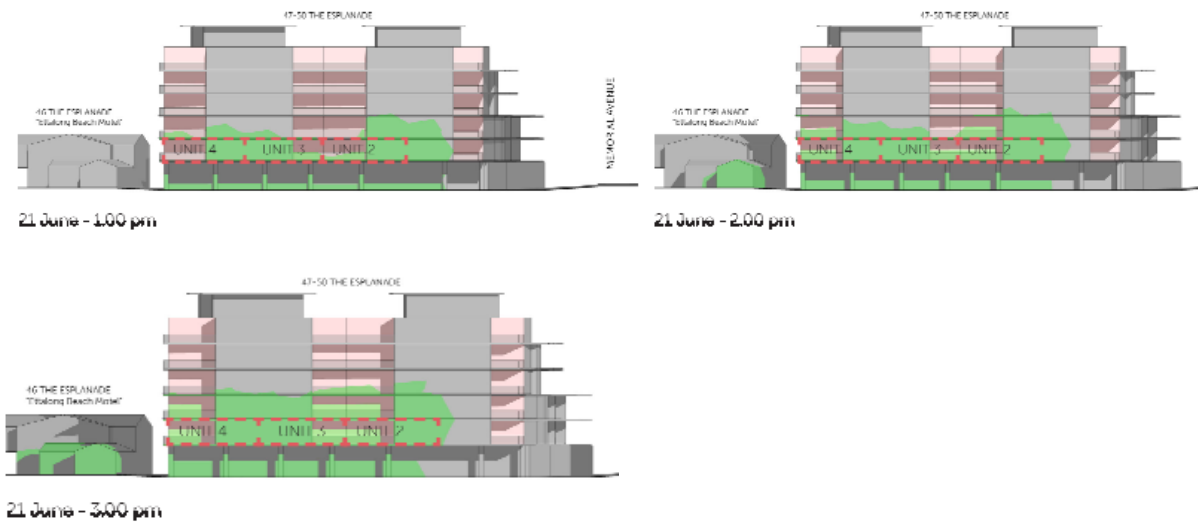 47-50 THE ESPLANADE
46 THE ESPLANADE
"Ettalong Beach Motel"
UNIT 4
UNIT 3
UNIT 2
MEMORIAL AVENUE
21 June - 1.00 pm
47-50 THE ESPLANADE
46 THE ESPLANADE
"Ettalong Beach Motel"
UNIT 4
UNIT 3
UNIT 2
21 June - 2.00 pm
47-50 THE ESPLANADE
46 THE ESPLANADE
"Ettalong Beach Motel"
UNIT 4
UNIT 3
UNIT 2
21 June - 3.00 pm